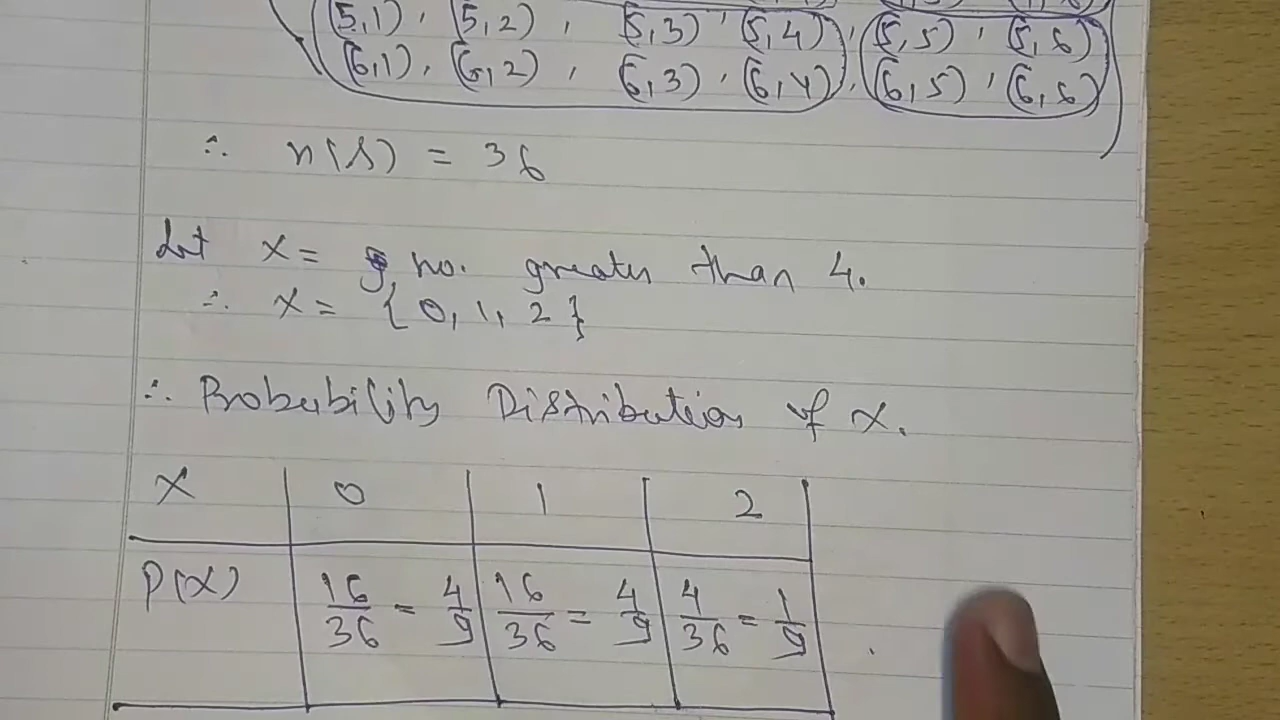 (5,1), (5,2), (5,3), (5,4), (5,5), (5,6)
(6,1), (6,2), (6,3), (6,4), (6,5), (6,6)
∴ n(S) = 36
Let X = no. greater than 4.
∴ X = {0, 1, 2}
∴ Probability Distribution of X.
X 0 1 2
P(X) 16/36 = 4/9 16/36 = 4/9 4/36 = 1/9